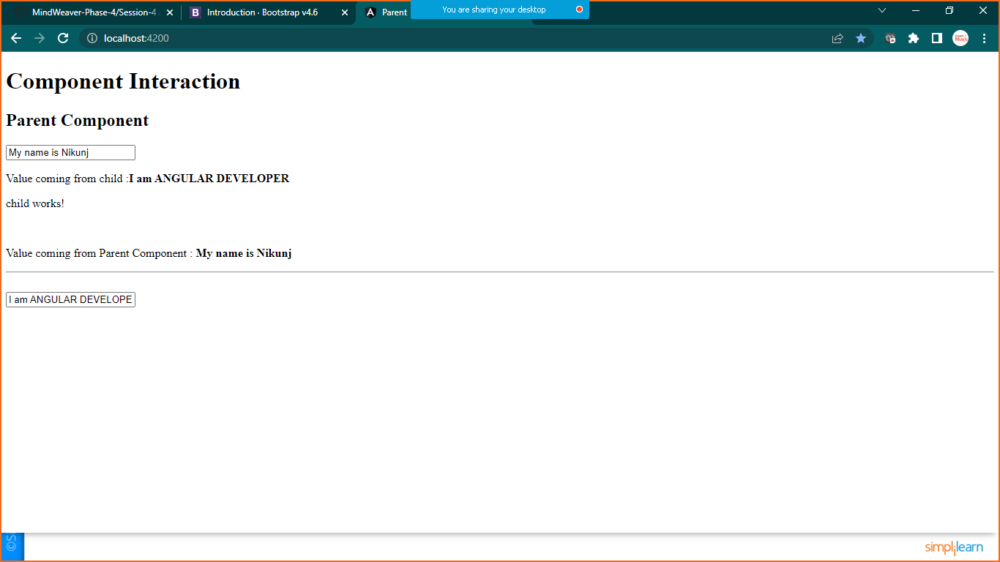 MindWeaver-Phase-4/Session-4
Introduction · Bootstrap v4.6
Parent
You are sharing your desktop
localhost:4200
Component Interaction
Parent Component
My name is Nikunj
Value coming from child :I am ANGULAR DEVELOPER
child works!
Value coming from Parent Component : My name is Nikunj
I am ANGULAR DEVELOPE
simplilearn